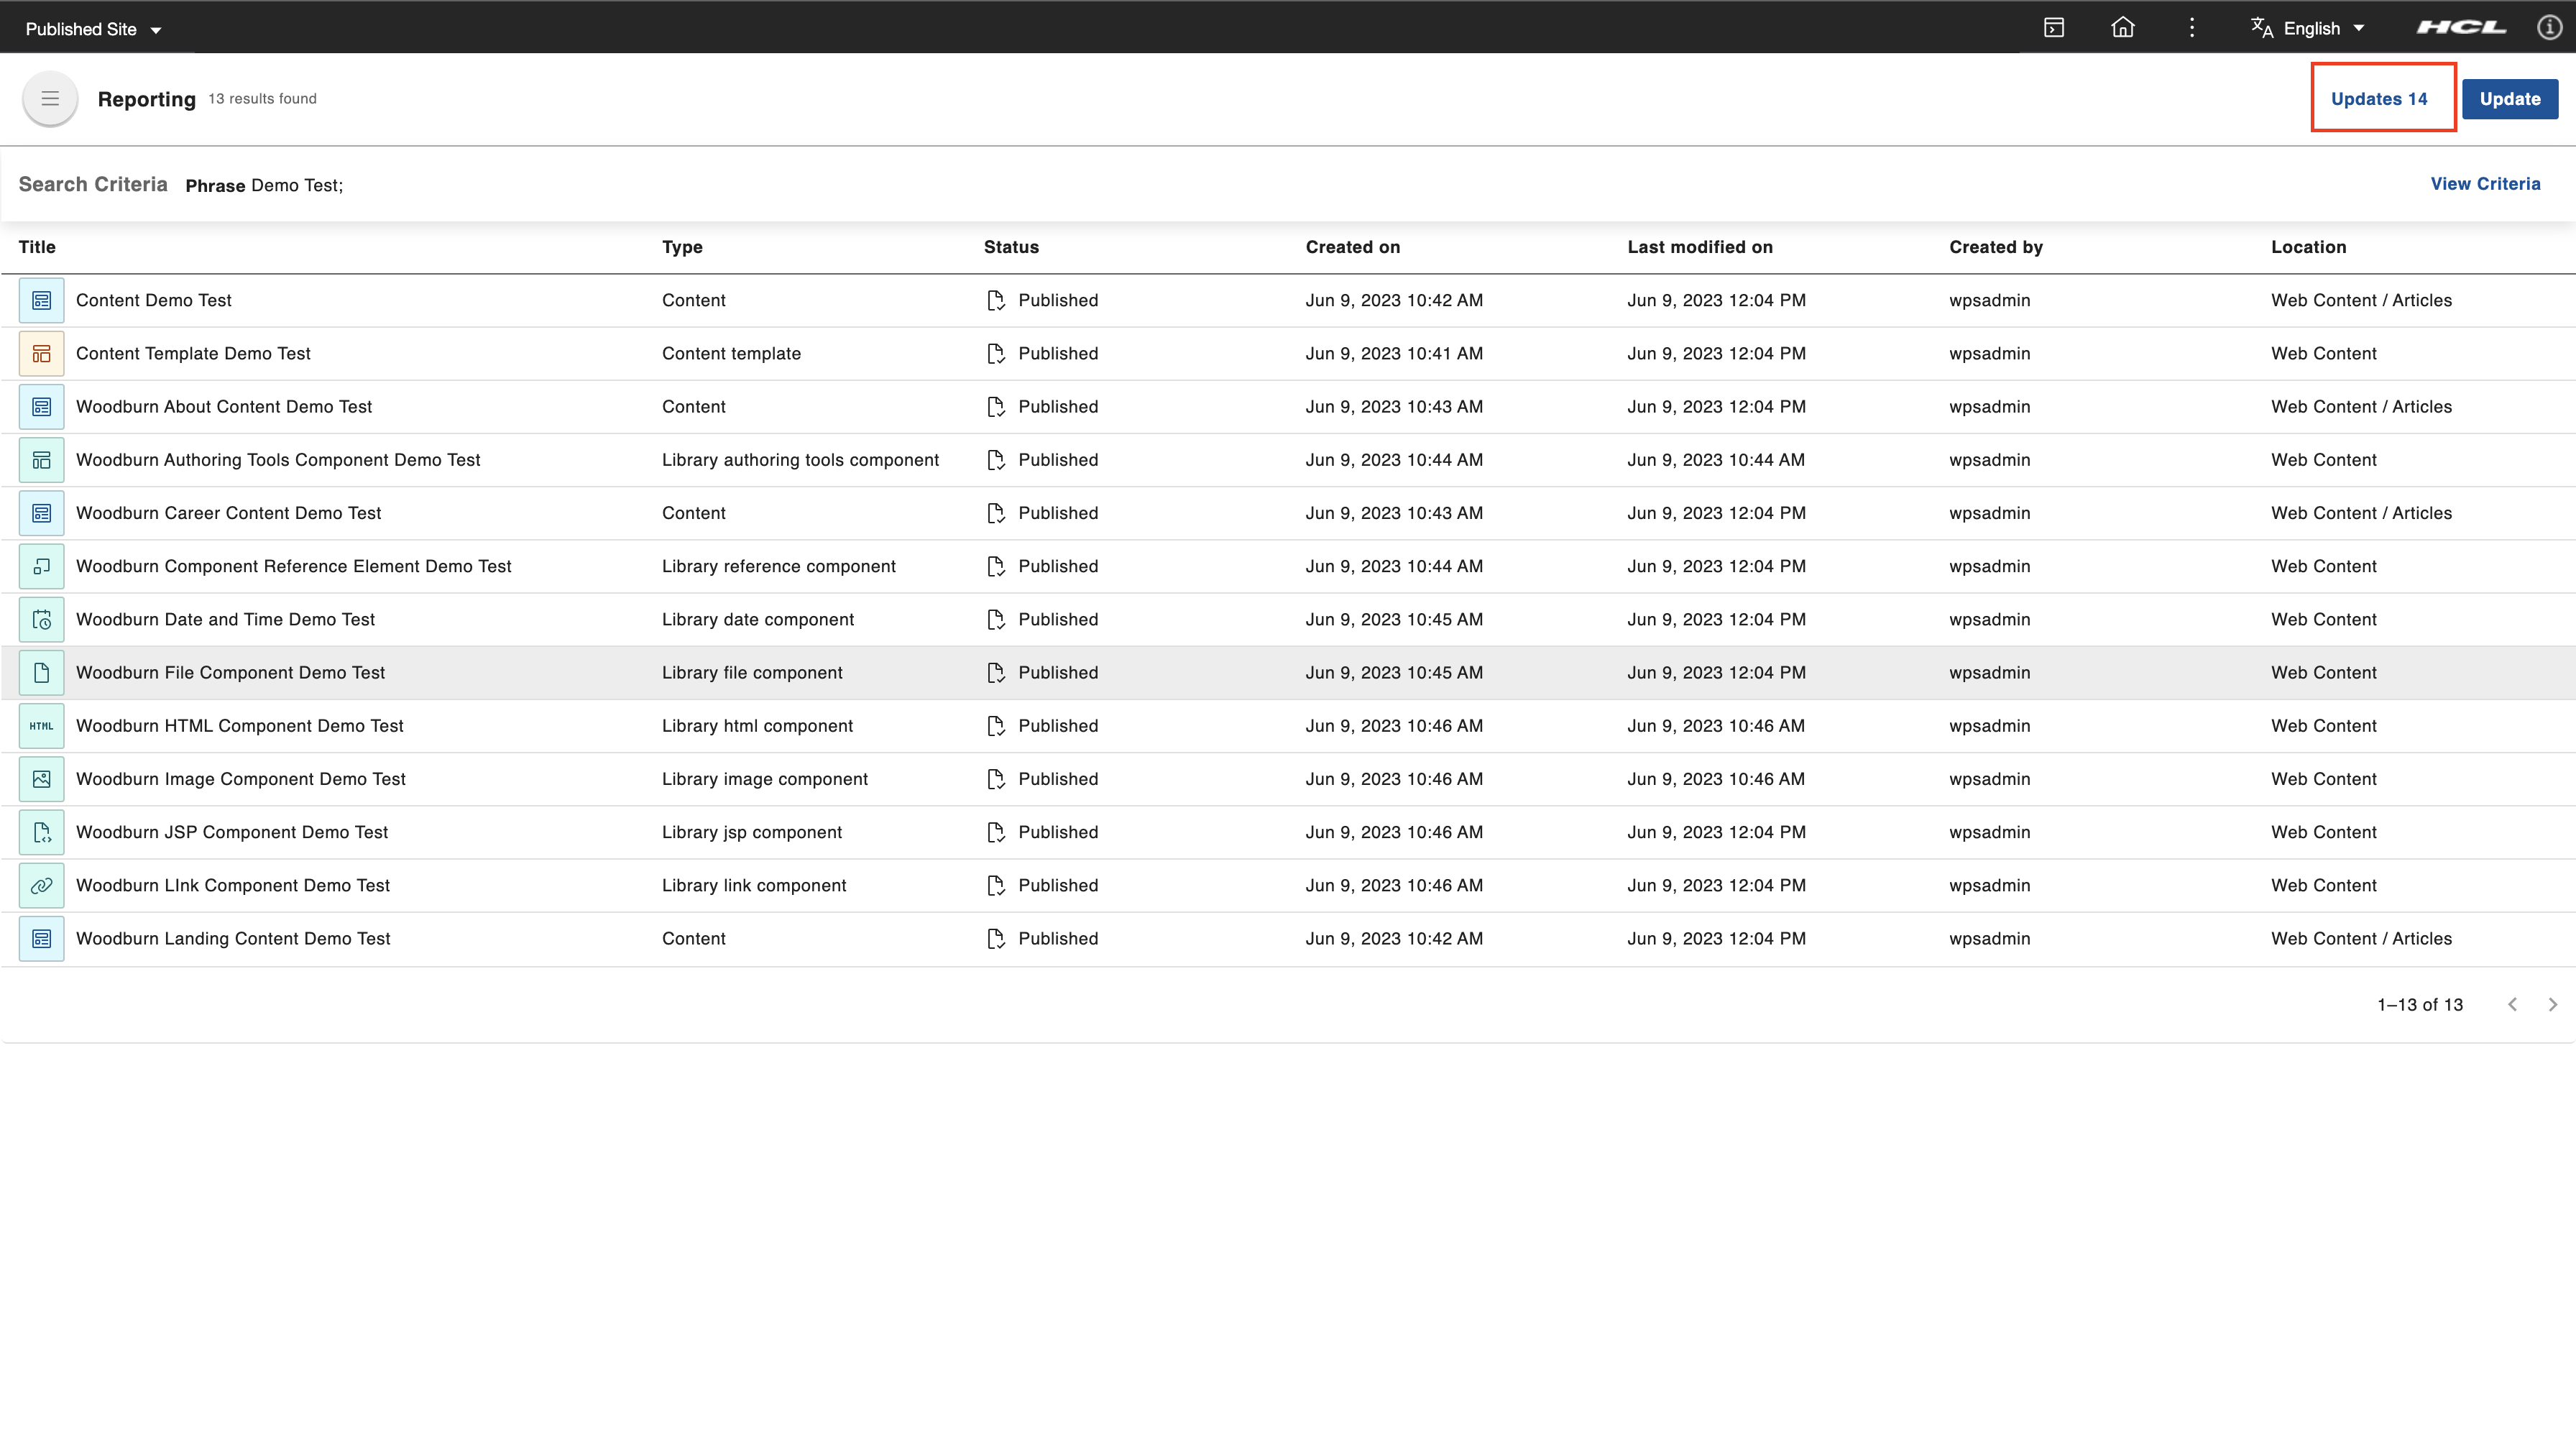 Published Site English HCL
Reporting 13 results found Updates 14 Update
Search Criteria Phrase Demo Test; View Criteria
Title Type Status Created on Last modified on Created by Location
Content Demo Test Content Published Jun 9, 2023 10:42 AM Jun 9, 2023 12:04 PM wpsadmin Web Content / Articles
Content Template Demo Test Content template Published Jun 9, 2023 10:41 AM Jun 9, 2023 12:04 PM wpsadmin Web Content
Woodburn About Content Demo Test Content Published Jun 9, 2023 10:43 AM Jun 9, 2023 12:04 PM wpsadmin Web Content / Articles
Woodburn Authoring Tools Component Demo Test Library authoring tools component Published Jun 9, 2023 10:44 AM Jun 9, 2023 10:44 AM wpsadmin Web Content
Woodburn Career Content Demo Test Content Published Jun 9, 2023 10:43 AM Jun 9, 2023 12:04 PM wpsadmin Web Content / Articles
Woodburn Component Reference Element Demo Test Library reference component Published Jun 9, 2023 10:44 AM Jun 9, 2023 12:04 PM wpsadmin Web Content
Woodburn Date and Time Demo Test Library date component Published Jun 9, 2023 10:45 AM Jun 9, 2023 12:04 PM wpsadmin Web Content
Woodburn File Component Demo Test Library file component Published Jun 9, 2023 10:45 AM Jun 9, 2023 12:04 PM wpsadmin Web Content
HTML Woodburn HTML Component Demo Test Library html component Published Jun 9, 2023 10:46 AM Jun 9, 2023 10:46 AM wpsadmin Web Content
Woodburn Image Component Demo Test Library image component Published Jun 9, 2023 10:46 AM Jun 9, 2023 10:46 AM wpsadmin Web Content
Woodburn JSP Component Demo Test Library jsp component Published Jun 9, 2023 10:46 AM Jun 9, 2023 12:04 PM wpsadmin Web Content
Woodburn LInk Component Demo Test Library link component Published Jun 9, 2023 10:46 AM Jun 9, 2023 12:04 PM wpsadmin Web Content
Woodburn Landing Content Demo Test Content Published Jun 9, 2023 10:42 AM Jun 9, 2023 12:04 PM wpsadmin Web Content / Articles
1–13 of 13